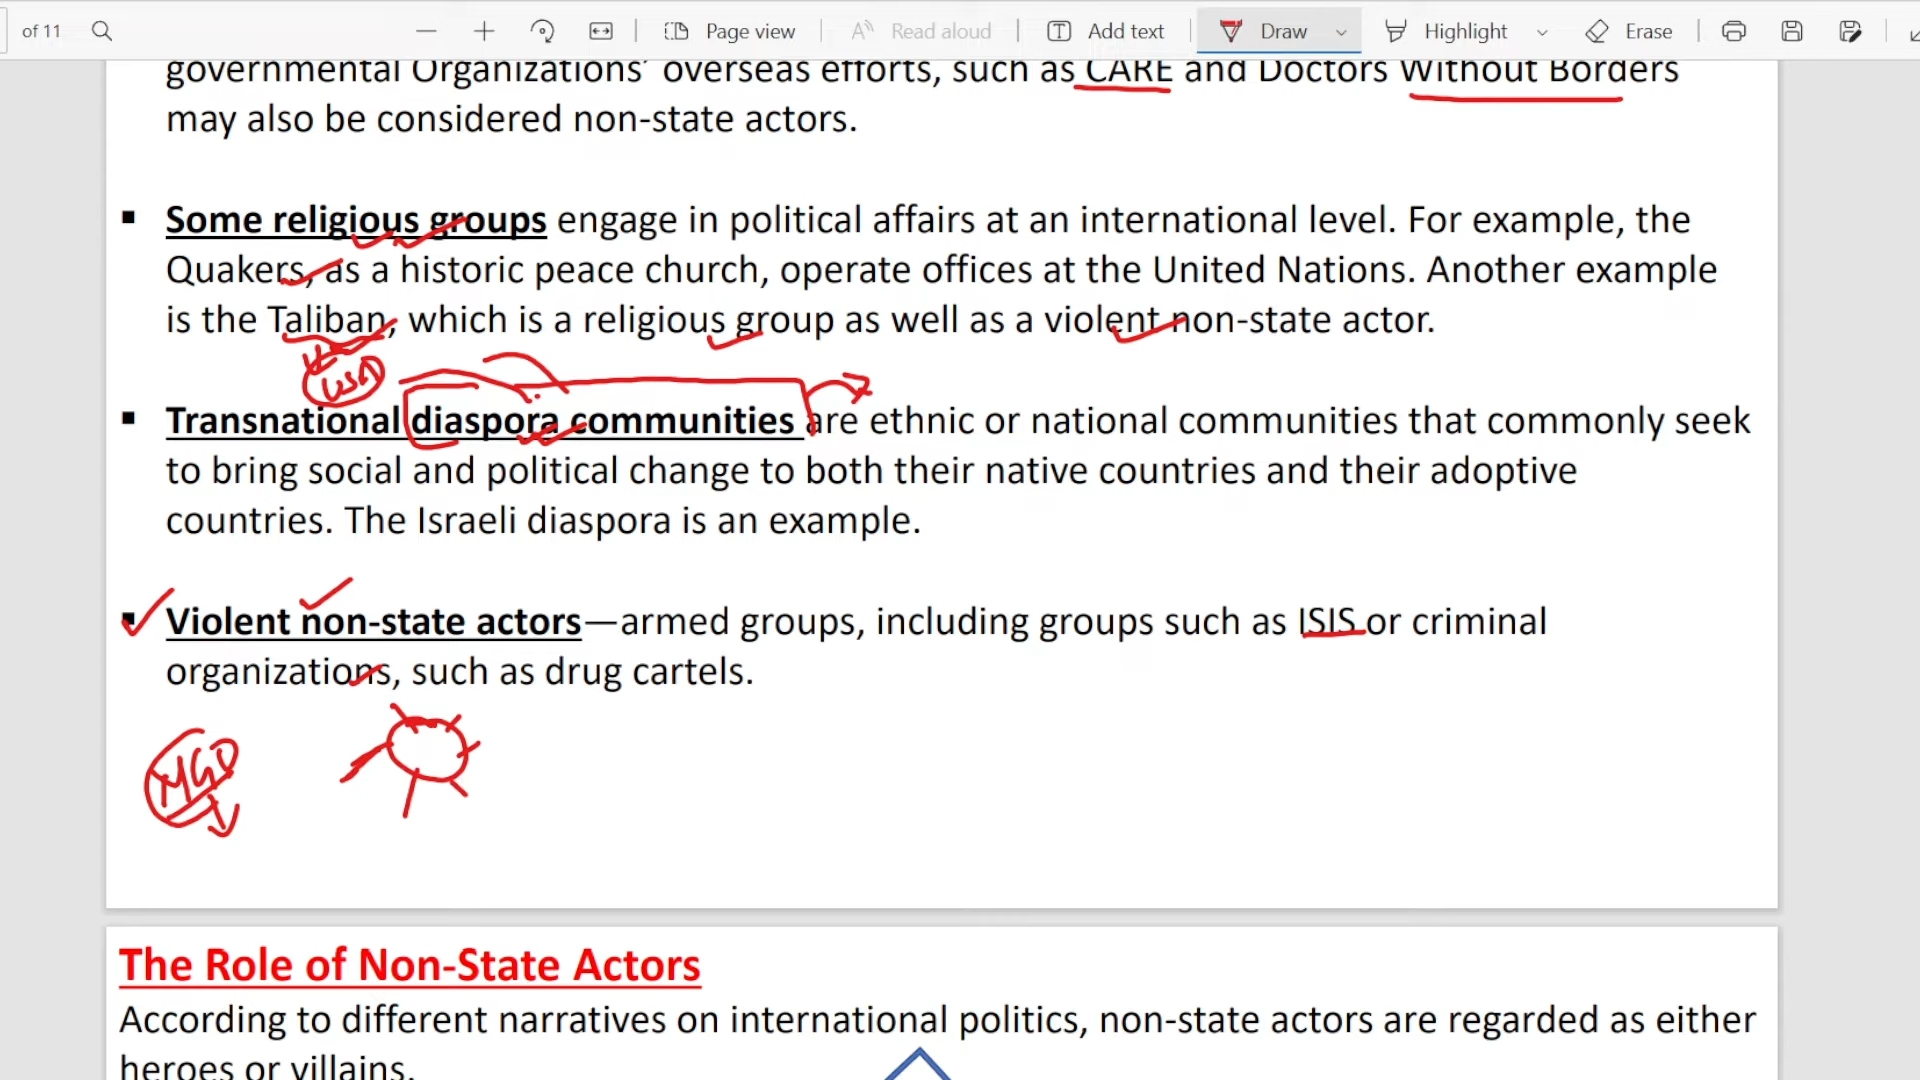 of 11
Page view
Read aloud
Add text
Draw
Highlight
Erase
governmental Organizations’ overseas efforts, such as CARE and Doctors Without Borders
may also be considered non-state actors.
▪ Some religious groups engage in political affairs at an international level. For example, the
Quakers, as a historic peace church, operate offices at the United Nations. Another example
is the Taliban, which is a religious group as well as a violent non-state actor.
USA
▪ Transnational diaspora communities are ethnic or national communities that commonly seek
to bring social and political change to both their native countries and their adoptive
countries. The Israeli diaspora is an example.
▪ Violent non-state actors—armed groups, including groups such as ISIS or criminal
organizations, such as drug cartels.
The Role of Non-State Actors
According to different narratives on international politics, non-state actors are regarded as either
heroes or villains.